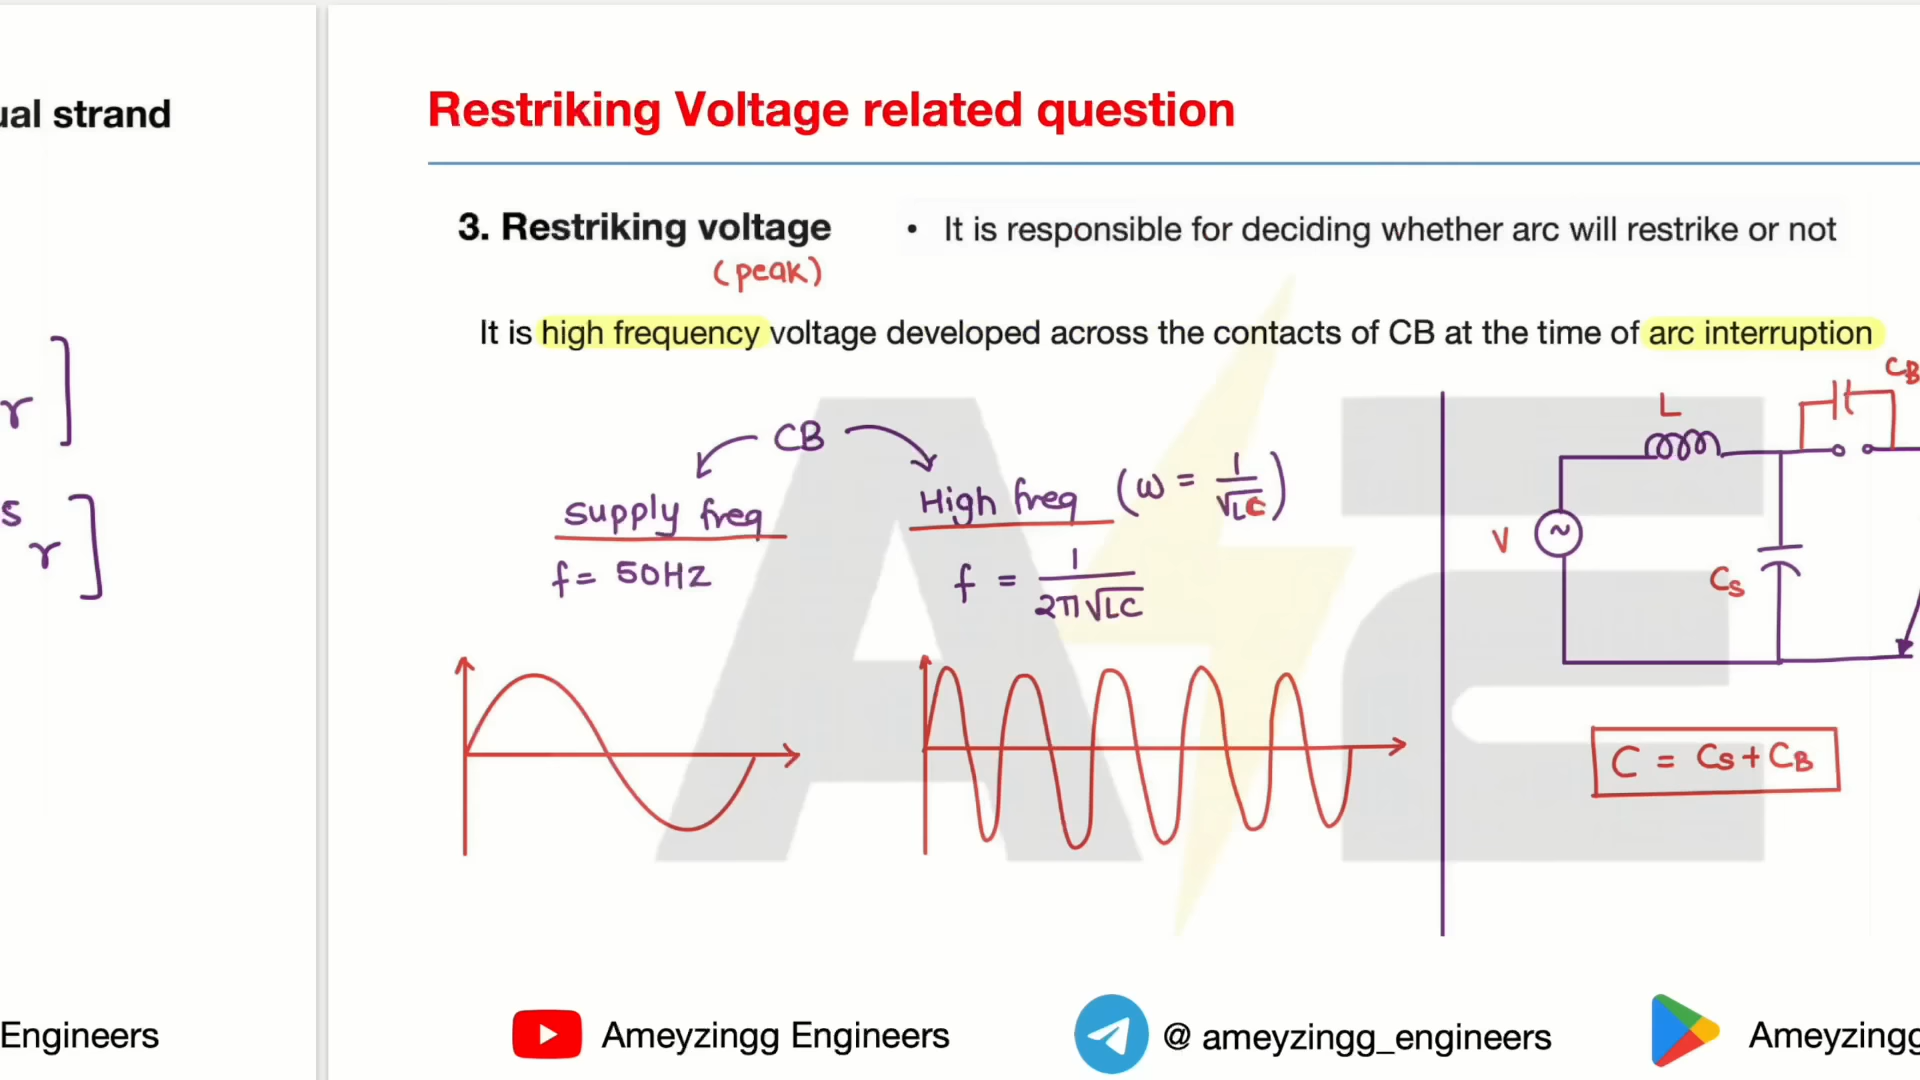 ual strand
r ]
s
r ]
Restriking Voltage related question
3. Restriking voltage
(peak)
• It is responsible for deciding whether arc will restrike or not
It is high frequency voltage developed across the contacts of CB at the time of arc interruption
CB
supply freq
f = 50Hz
High freq (ω = 1/√LC)
f = 1/2π√LC
L
CB
V
~
Cs
C = Cs + CB
Engineers
Ameyzingg Engineers
@ ameyzingg_engineers
Ameyzingg